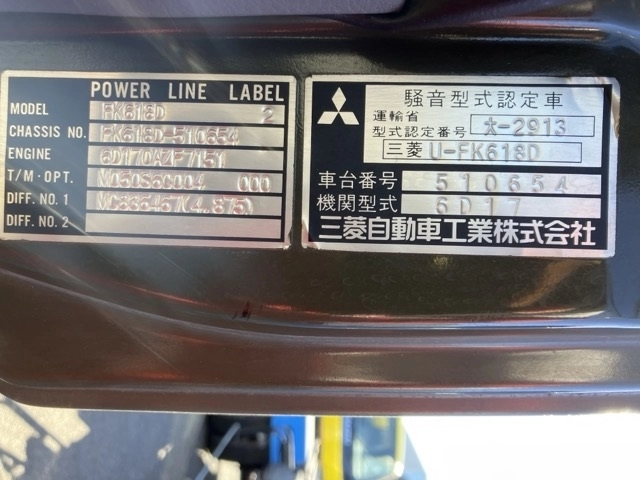 POWER LINE LABEL
MODEL FK618D 2
CHASSIS NO. FK618D-510654
ENGINE
T/M・OPT. 000
DIFF. NO. 1
DIFF. NO. 2
騒音型式認定車
運輸省
型式認定番号 大-2913
三菱 U-FK618D
車台番号 510654
機関型式 6D17
三菱自動車工業株式会社